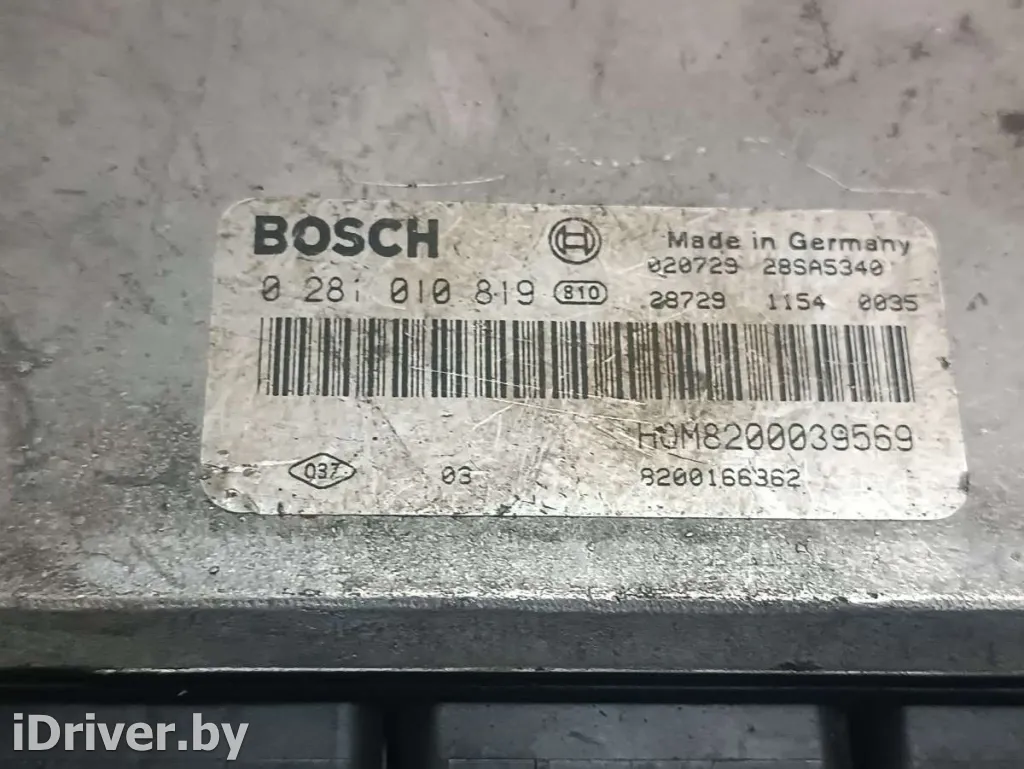 BOSCH
Made in Germany
020729 28SA5340
0 281 010 819 810
28729 1154 0035
HOM8200039569
037 03 8200166362
iDriver.by